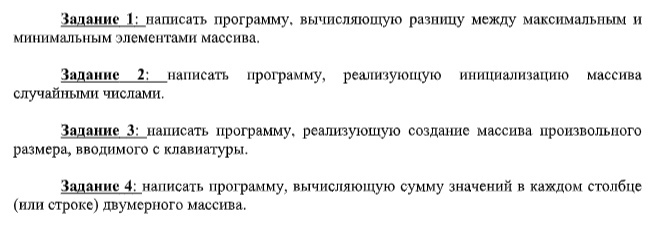 Задание 1: написать программу, вычисляющую разницу между максимальным и
минимальным элементами массива.
Задание 2: написать программу, реализующую инициализацию массива
случайными числами.
Задание 3: написать программу, реализующую создание массива произвольного
размера, вводимого с клавиатуры.
Задание 4: написать программу, вычисляющую сумму значений в каждом столбце
(или строке) двумерного массива.